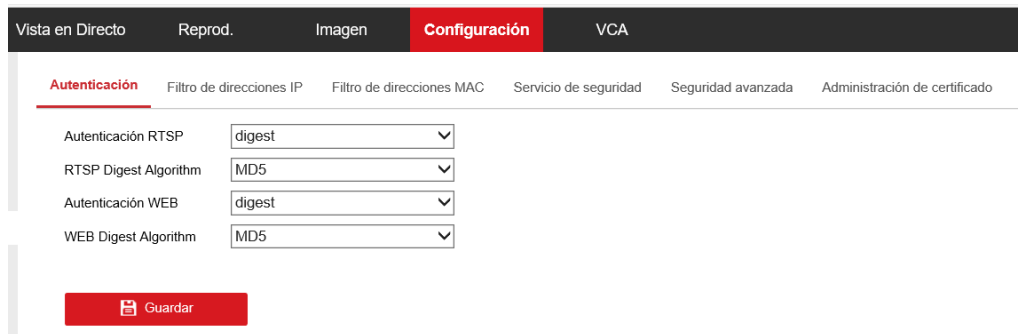 Vista en Directo Reprod. Imagen Configuración VCA
Autenticación Filtro de direcciones IP Filtro de direcciones MAC Servicio de seguridad Seguridad avanzada Administración de certificado
Autenticación RTSP digest
RTSP Digest Algorithm MD5
Autenticación WEB digest
WEB Digest Algorithm MD5
Guardar